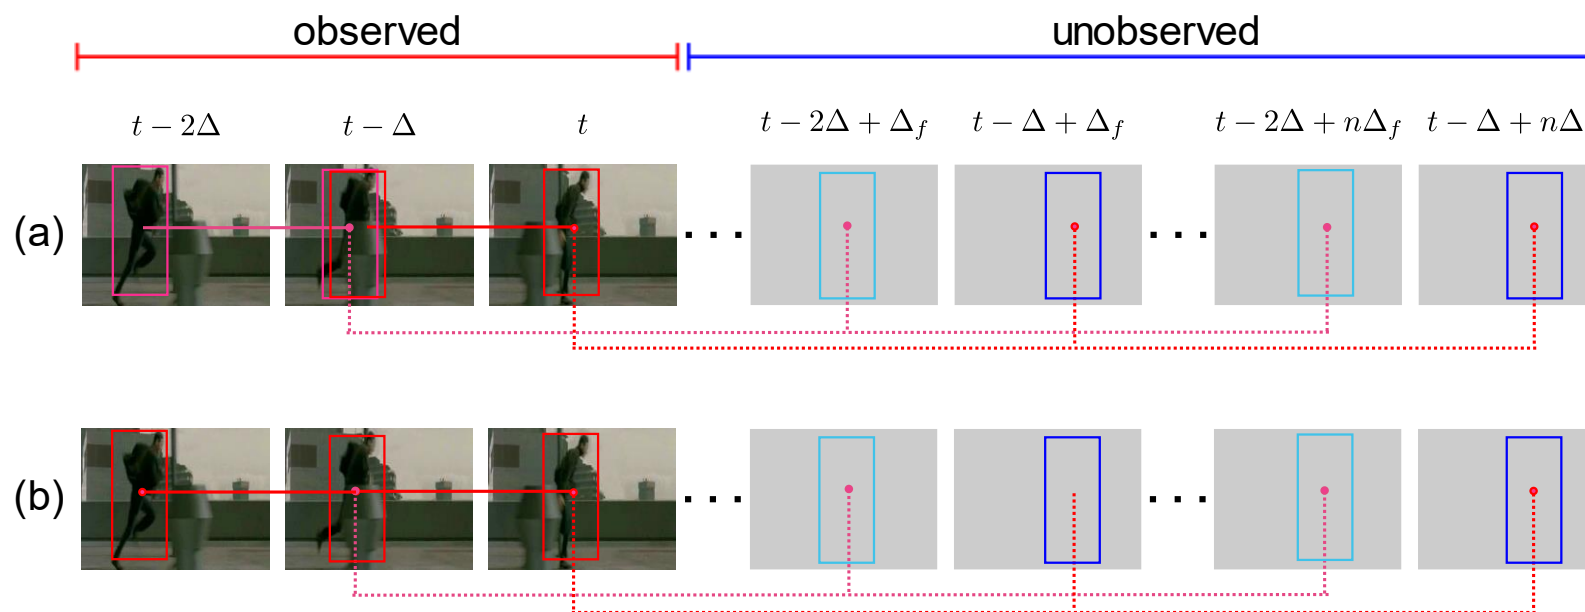 observed unobserved
t − 2Δ t − Δ t t − 2Δ + Δ_f t − Δ + Δ_f t − 2Δ + nΔ_f t − Δ + nΔ
(a) ... ...
(b) ... ...